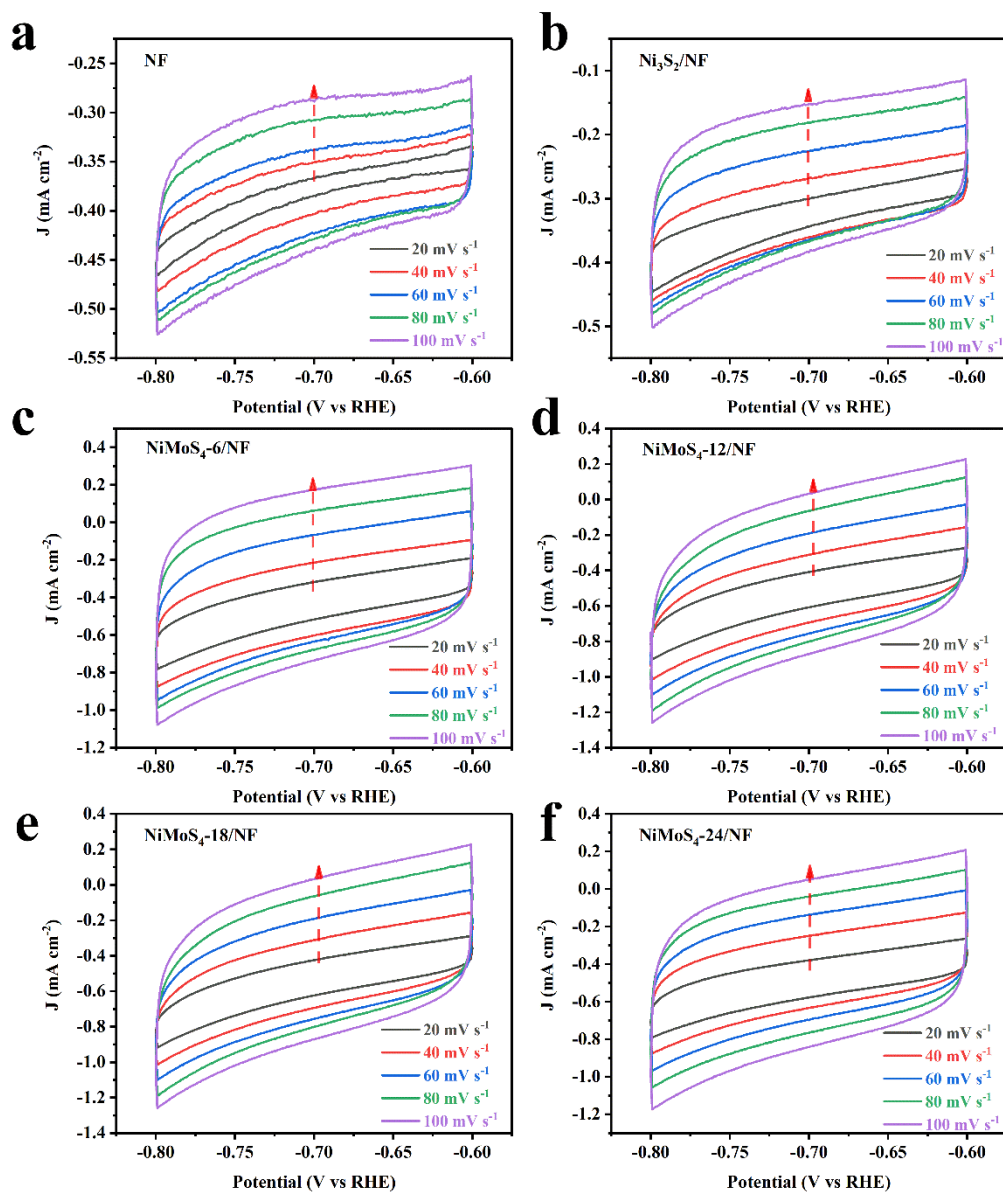 a
NF
J (mA cm⁻²)
-0.25
-0.30
-0.35
-0.40
-0.45
-0.50
-0.55
20 mV s⁻¹
40 mV s⁻¹
60 mV s⁻¹
80 mV s⁻¹
100 mV s⁻¹
-0.80 -0.75 -0.70 -0.65 -0.60
Potential (V vs RHE)
b
Ni₃S₂/NF
J (mA cm⁻²)
-0.1
-0.2
-0.3
-0.4
-0.5
20 mV s⁻¹
40 mV s⁻¹
60 mV s⁻¹
80 mV s⁻¹
100 mV s⁻¹
-0.80 -0.75 -0.70 -0.65 -0.60
Potential (V vs RHE)
c
NiMoS₄-6/NF
J (mA cm⁻²)
0.4
0.2
0.0
-0.2
-0.4
-0.6
-0.8
-1.0
-1.2
20 mV s⁻¹
40 mV s⁻¹
60 mV s⁻¹
80 mV s⁻¹
100 mV s⁻¹
-0.80 -0.75 -0.70 -0.65 -0.60
Potential (V vs RHE)
d
NiMoS₄-12/NF
J (mA cm⁻²)
0.4
0.2
0.0
-0.2
-0.4
-0.6
-0.8
-1.0
-1.2
-1.4
20 mV s⁻¹
40 mV s⁻¹
60 mV s⁻¹
80 mV s⁻¹
100 mV s⁻¹
-0.80 -0.75 -0.70 -0.65 -0.60
Potential (V vs RHE)
e
NiMoS₄-18/NF
J (mA cm⁻²)
0.4
0.2
0.0
-0.2
-0.4
-0.6
-0.8
-1.0
-1.2
-1.4
20 mV s⁻¹
40 mV s⁻¹
60 mV s⁻¹
80 mV s⁻¹
100 mV s⁻¹
-0.80 -0.75 -0.70 -0.65 -0.60
Potential (V vs RHE)
f
NiMoS₄-24/NF
J (mA cm⁻²)
0.4
0.2
0.0
-0.2
-0.4
-0.6
-0.8
-1.0
-1.2
20 mV s⁻¹
40 mV s⁻¹
60 mV s⁻¹
80 mV s⁻¹
100 mV s⁻¹
-0.80 -0.75 -0.70 -0.65 -0.60
Potential (V vs RHE)